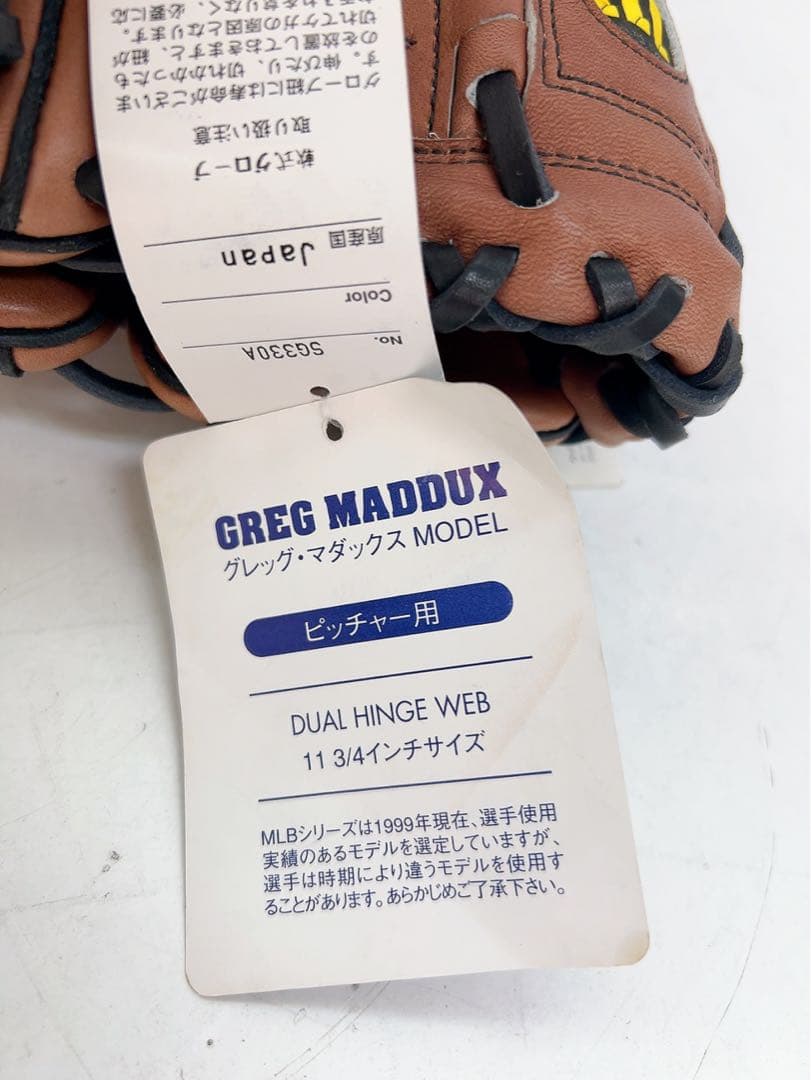 No. SG330A
Color
原産国 Japan
軟式グローブ
取り扱い注意
グローブ紐には寿命がございま
す。伸びたり、切れかかったも
のを放置しておきますと、紐が
切れてケガの原因となります。
GREG MADDUX
グレッグ・マダックス MODEL
ピッチャー用
DUAL HINGE WEB
11 3/4インチサイズ
MLBシリーズは1999年現在、選手使用
実績のあるモデルを選定していますが、
選手は時期により違うモデルを使用す
ることがあります。あらかじめご了承下さい。